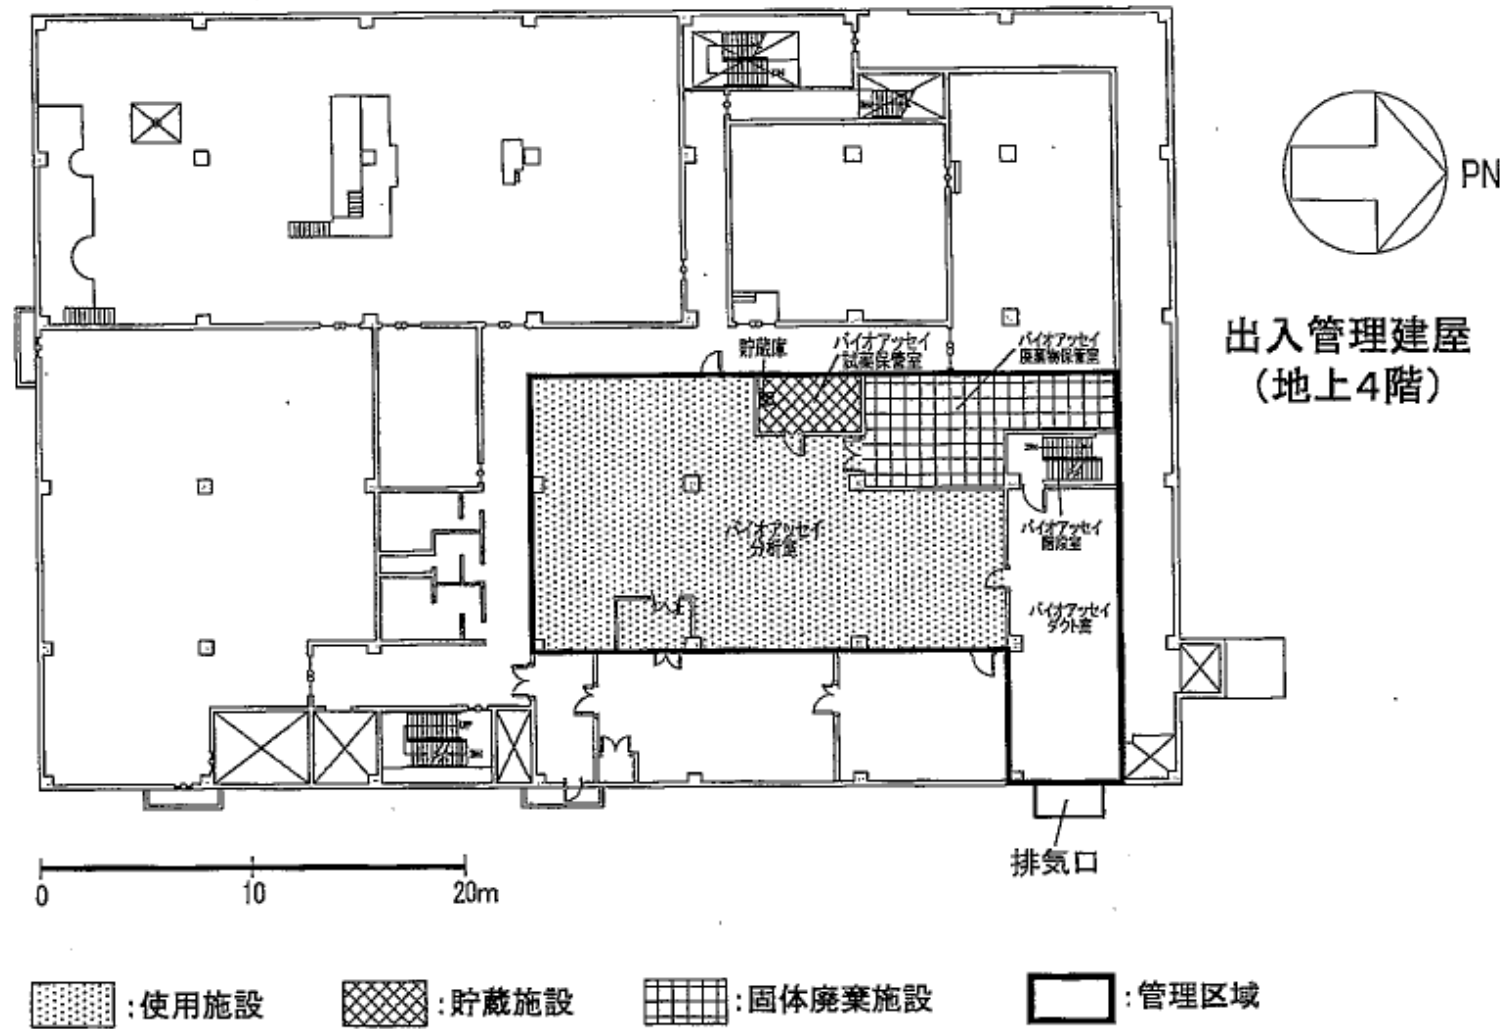 PN
出入管理建屋
(地上4階)
貯蔵庫
バイオアッセイ
試薬保管室
バイオアッセイ
廃棄物保管室
バイオアッセイ
分析室
バイオアッセイ
階段室
バイオアッセイ
ダクト室
排気口
0
10
20m
:使用施設
:貯蔵施設
:固体廃棄施設
:管理区域